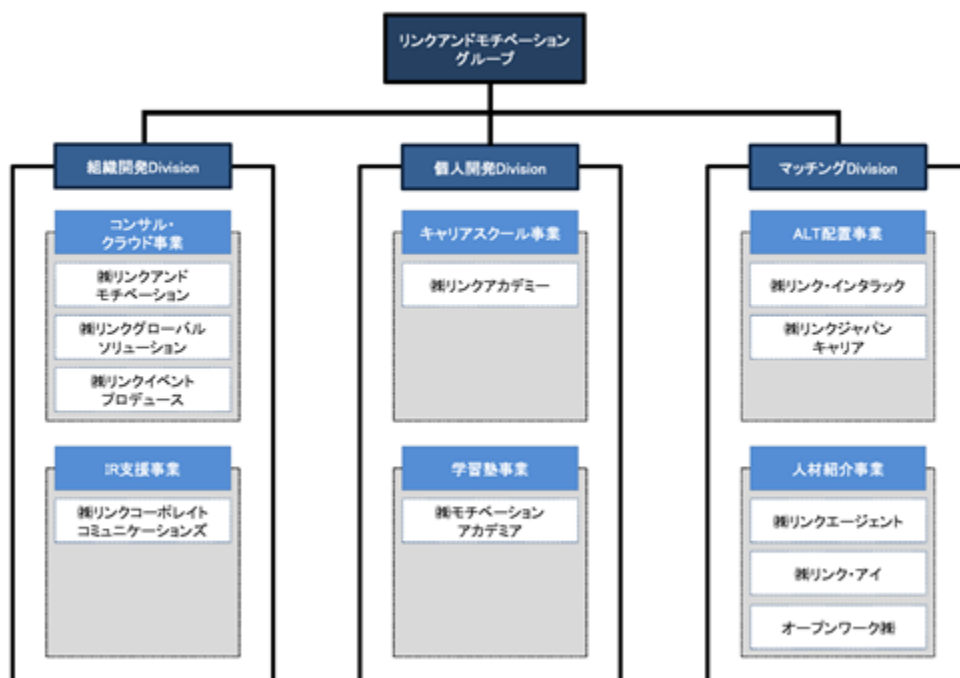 リンクアンドモチベーション
グループ
組織開発Division
コンサル・
クラウド事業
㈱リンクアンド
モチベーション
㈱リンクグローバル
ソリューション
㈱リンクイベント
プロデュース
IR支援事業
㈱リンクコーポレイト
コミュニケーションズ
個人開発Division
キャリアスクール事業
㈱リンクアカデミー
学習塾事業
㈱モチベーション
アカデミア
マッチングDivision
ALT配置事業
㈱リンク・インタラック
㈱リンクジャパン
キャリア
人材紹介事業
㈱リンクエージェント
㈱リンク・アイ
オープンワーク㈱